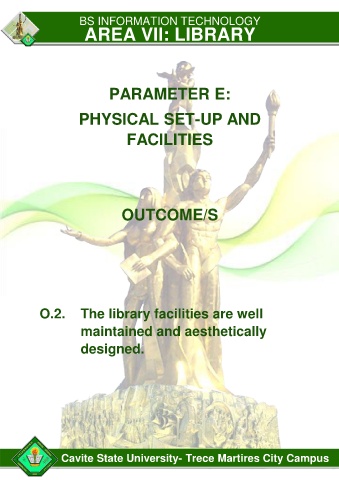 BS INFORMATION TECHNOLOGY
AREA VII: LIBRARY
PARAMETER E:
PHYSICAL SET-UP AND
FACILITIES
OUTCOME/S
O.2. The library facilities are well
maintained and aesthetically
designed.
Cavite State University- Trece Martires City Campus